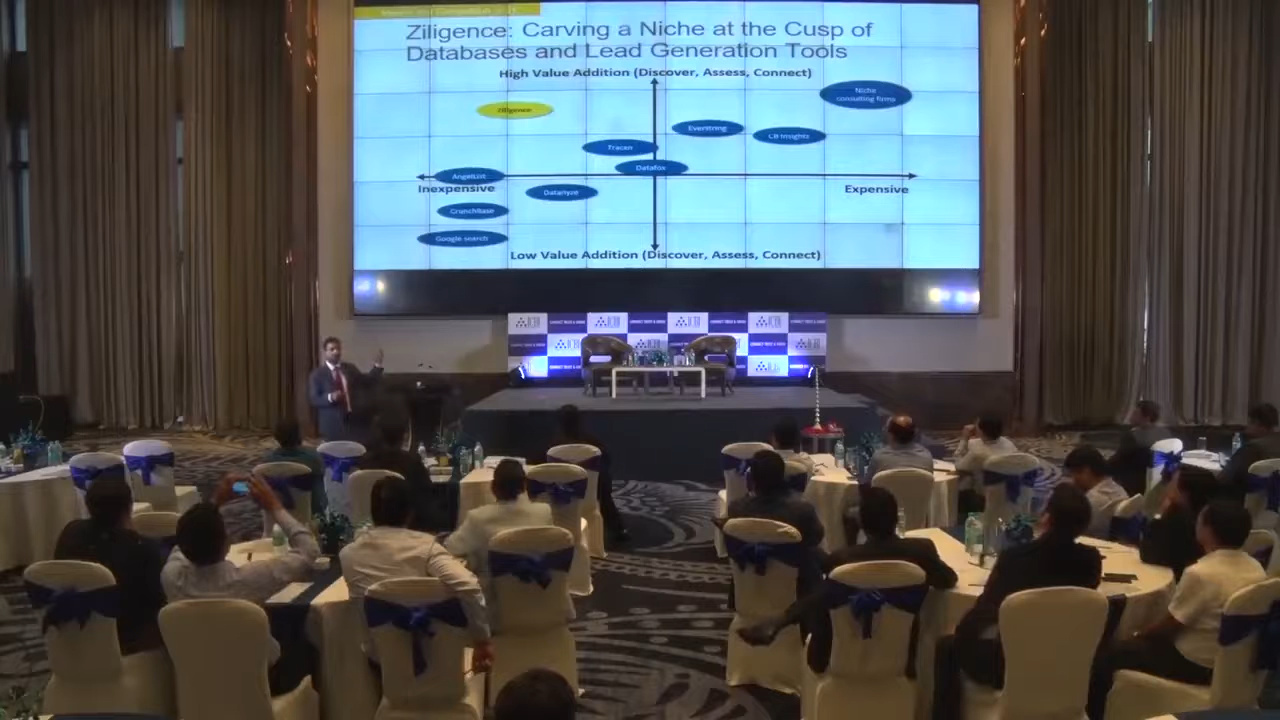 Ziligence: Carving a Niche at the Cusp of
Databases and Lead Generation Tools
High Value Addition (Discover, Assess, Connect)
Niche
consulting firms
Ziligence
Everstring
CB Insights
Tracxn
Datafox
AngelList
Inexpensive
Expensive
Datanyze
CrunchBase
Google search
Low Value Addition (Discover, Assess, Connect)